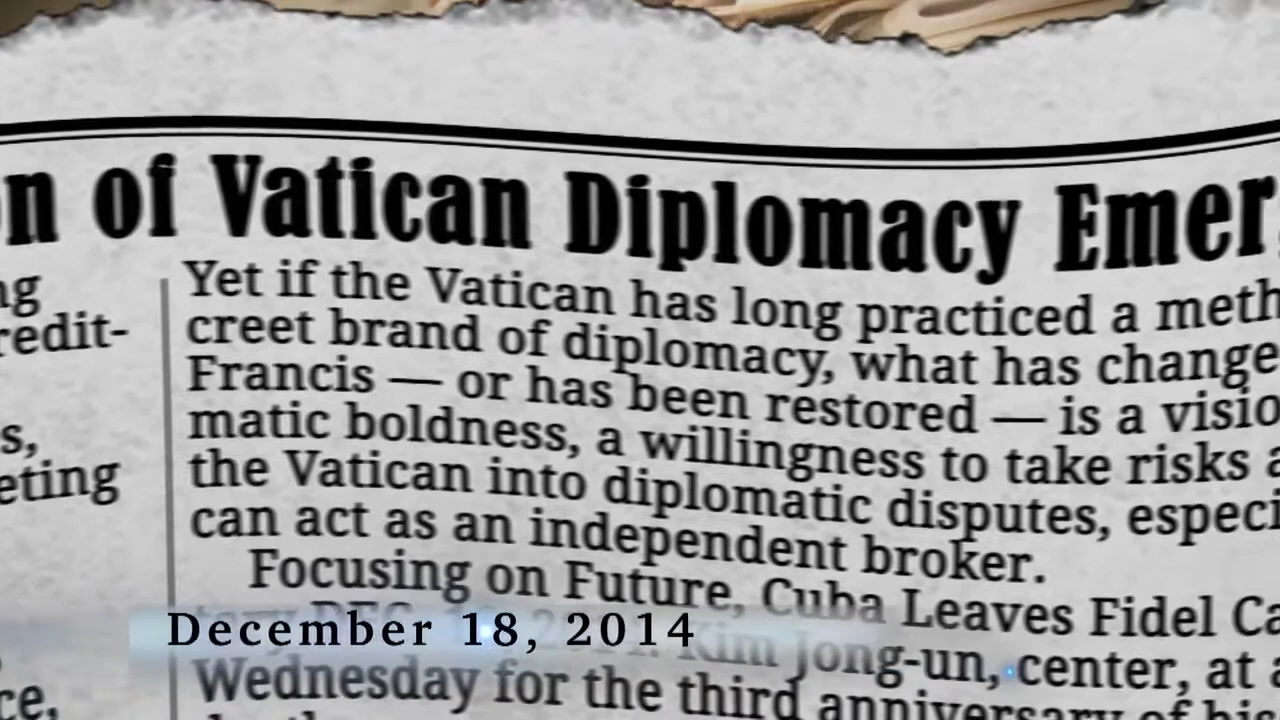 n of Vatican Diplomacy Emer
ng
redit-
s,
eting
ce,
Yet if the Vatican has long practiced a meth
creet brand of diplomacy, what has change
Francis — or has been restored — is a visio
matic boldness, a willingness to take risks a
the Vatican into diplomatic disputes, especi
can act as an independent broker.
Focusing on Future, Cuba Leaves Fidel Ca
Kim Jong-un, center, at a
Wednesday for the third anniversary of his
December 18, 2014